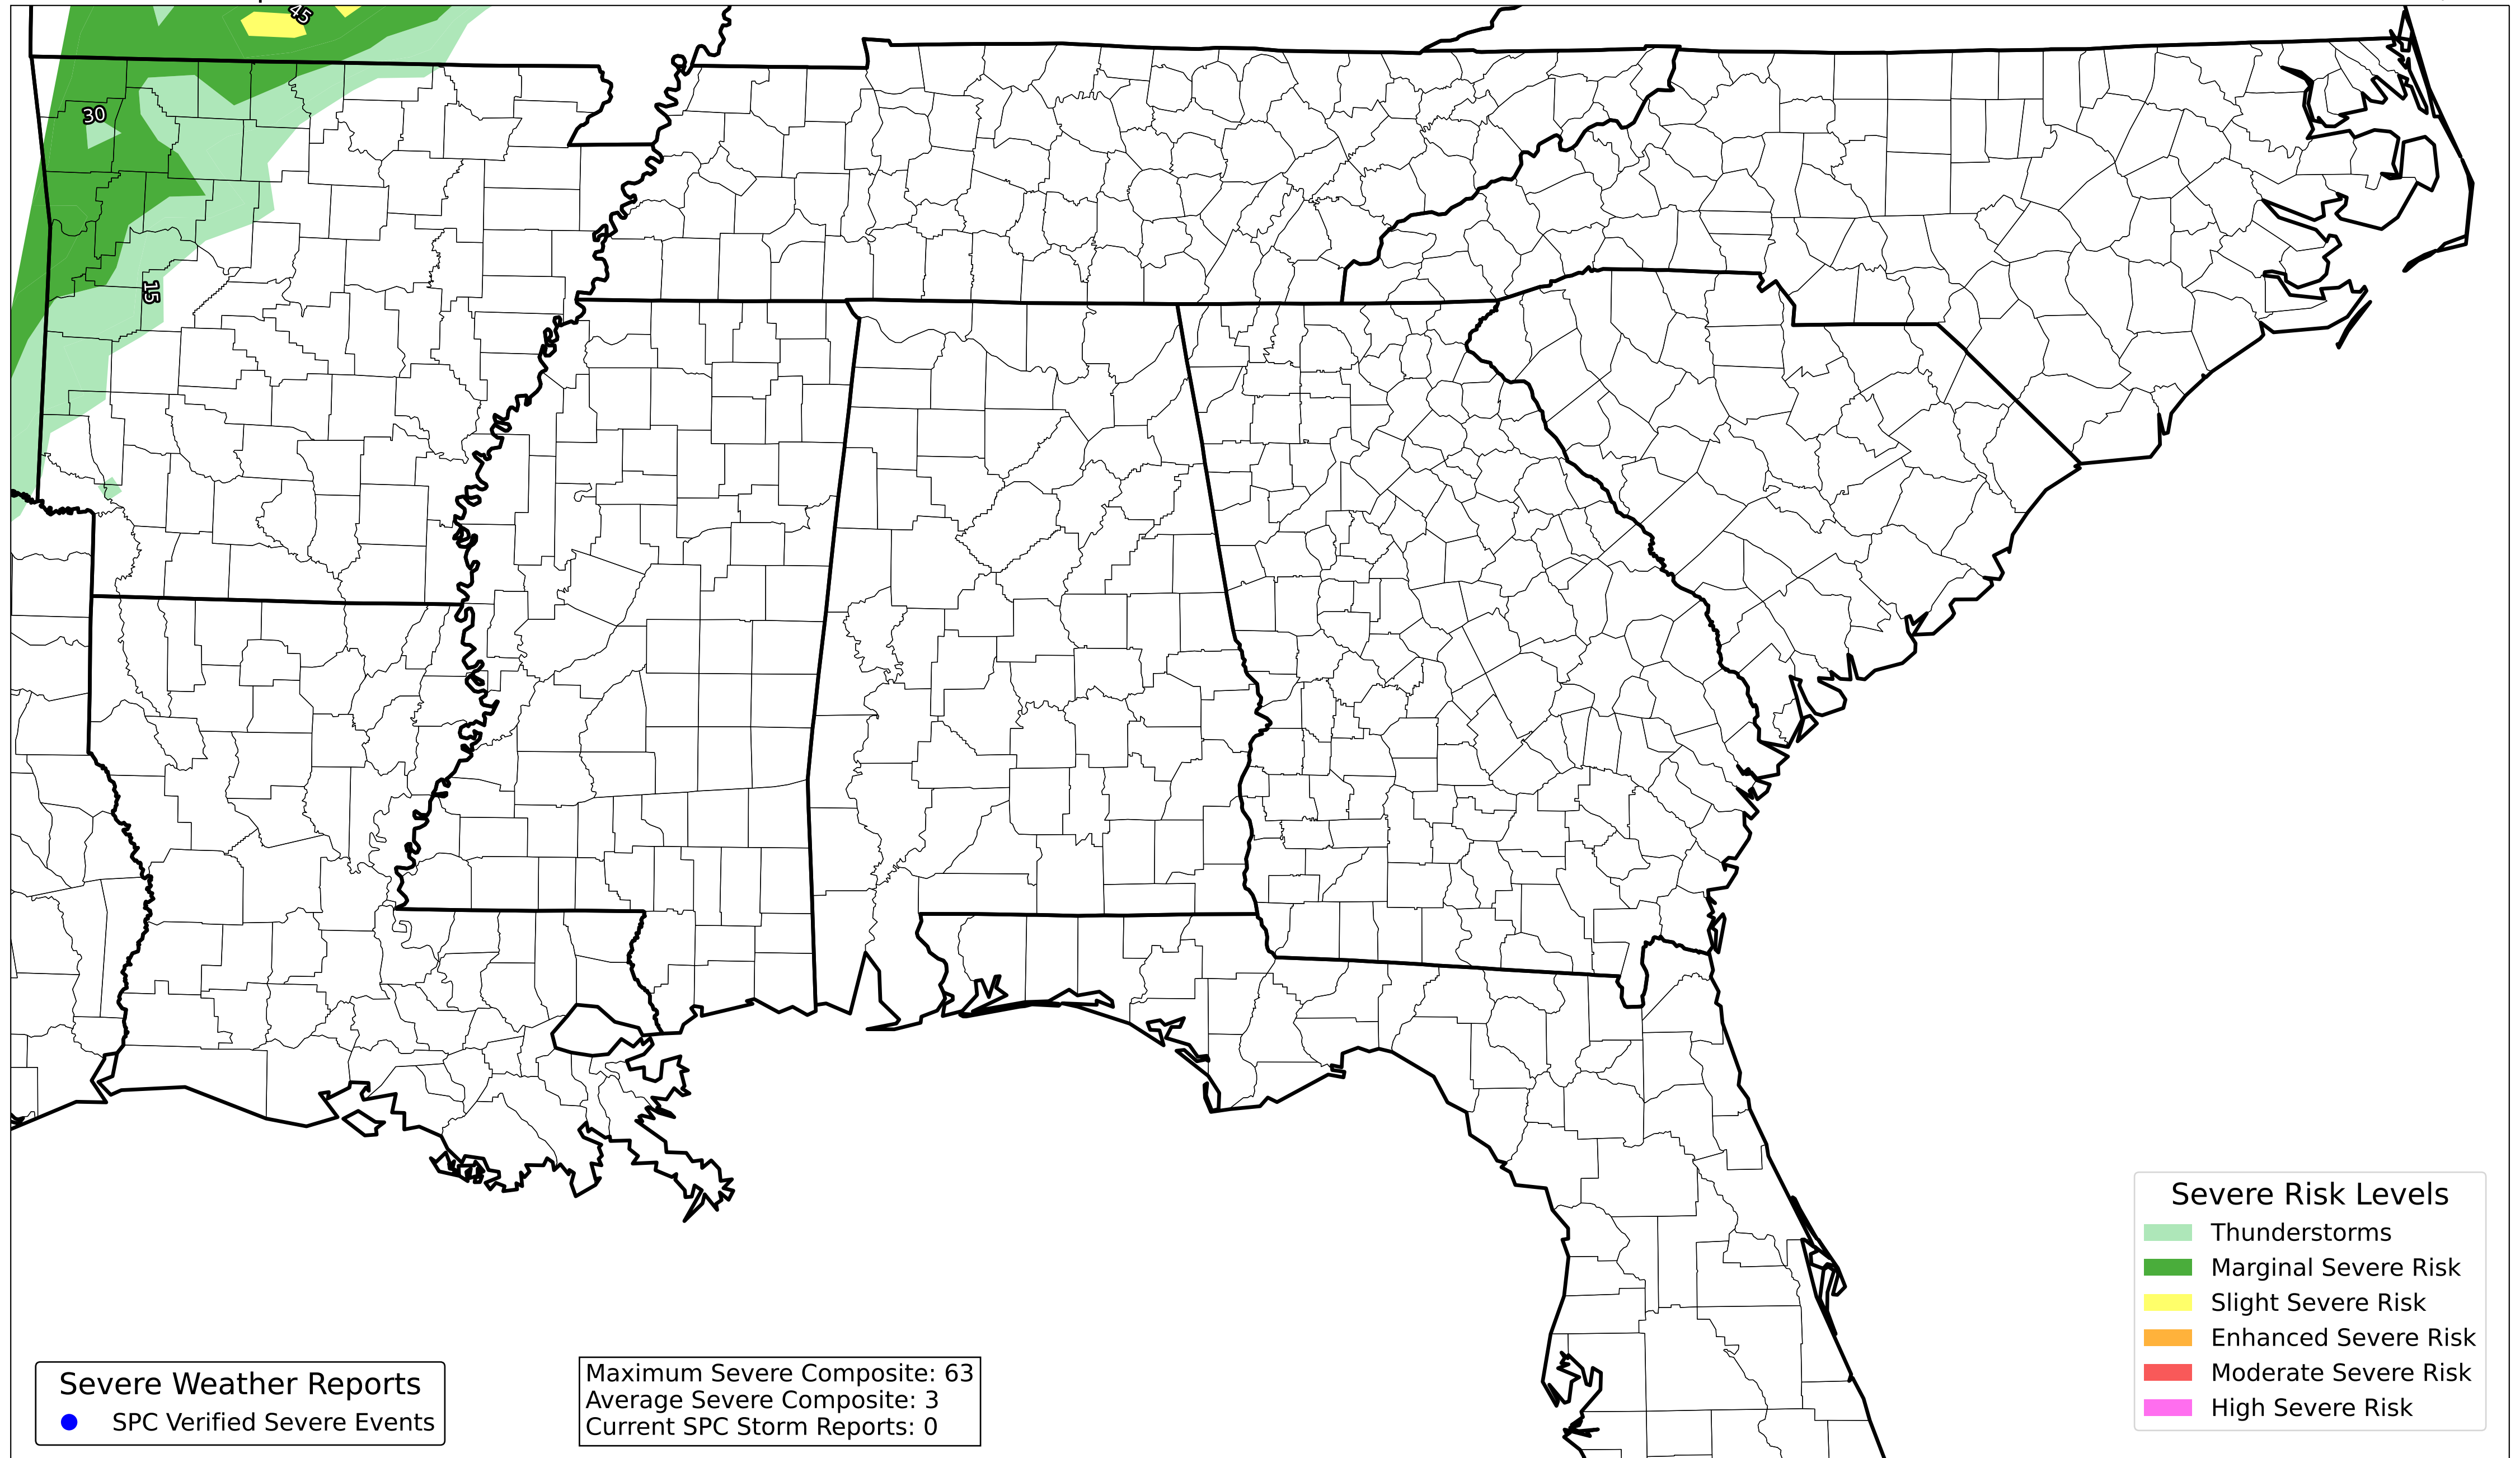 45
30
15
Severe Risk Levels
Thunderstorms
Marginal Severe Risk
Slight Severe Risk
Enhanced Severe Risk
Moderate Severe Risk
High Severe Risk
Severe Weather Reports
SPC Verified Severe Events
Maximum Severe Composite: 63
Average Severe Composite: 3
Current SPC Storm Reports: 0